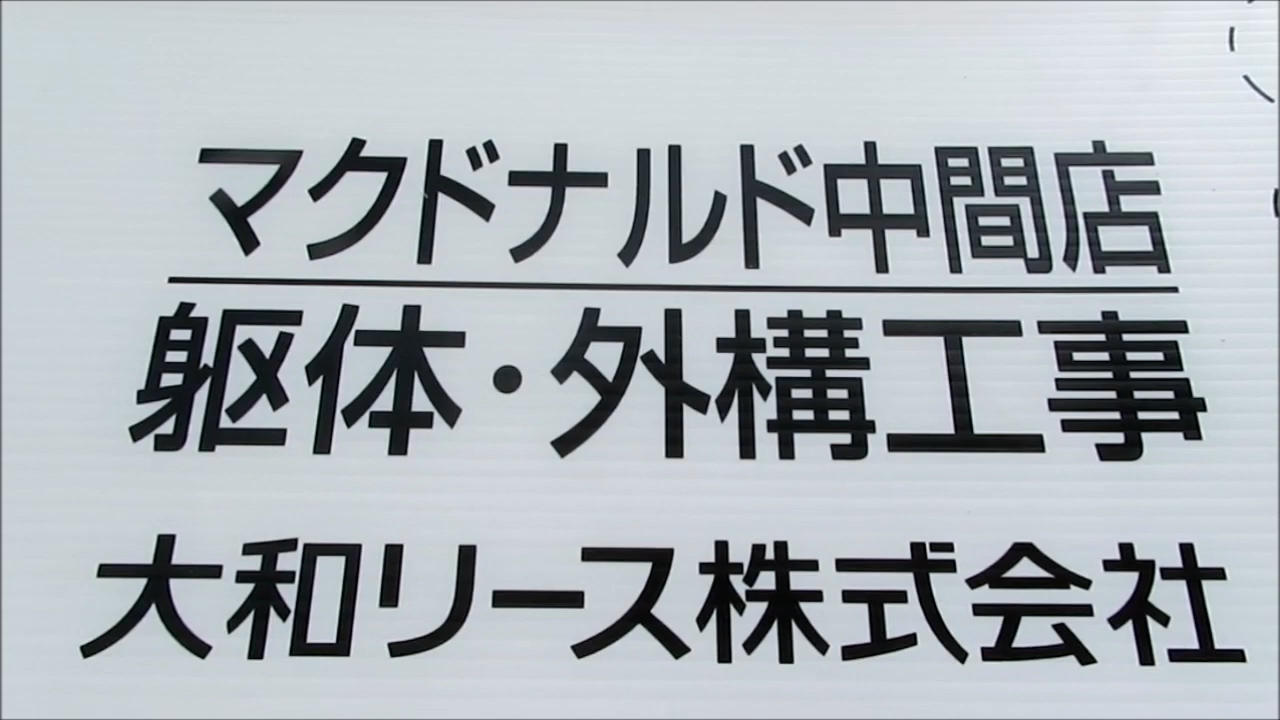 マクドナルド中間店
躯体・外構工事
大和リース株式会社